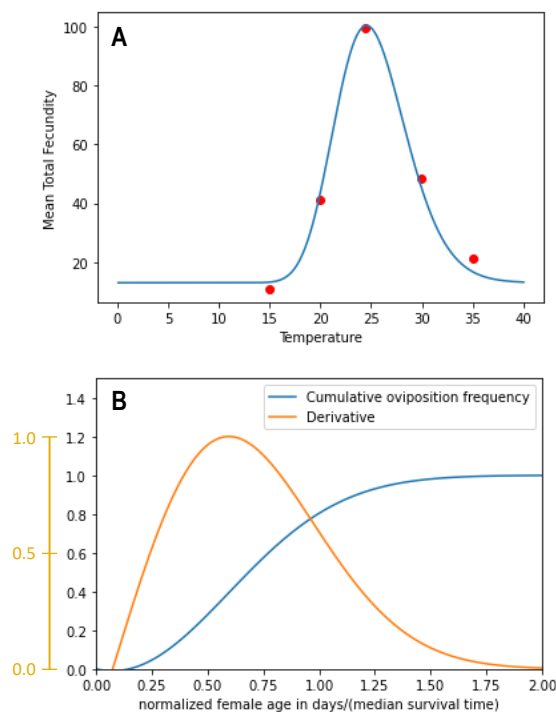 A
100
80
60
40
20
Mean Total Fecundity
0 5 10 15 20 25 30 35 40
Temperature
B
Cumulative oviposition frequency
Derivative
1.4
1.2
1.0
0.8
0.6
0.4
0.2
0.0
1.0
0.5
0.0
0.00 0.25 0.50 0.75 1.00 1.25 1.50 1.75 2.00
normalized female age in days/(median survival time)